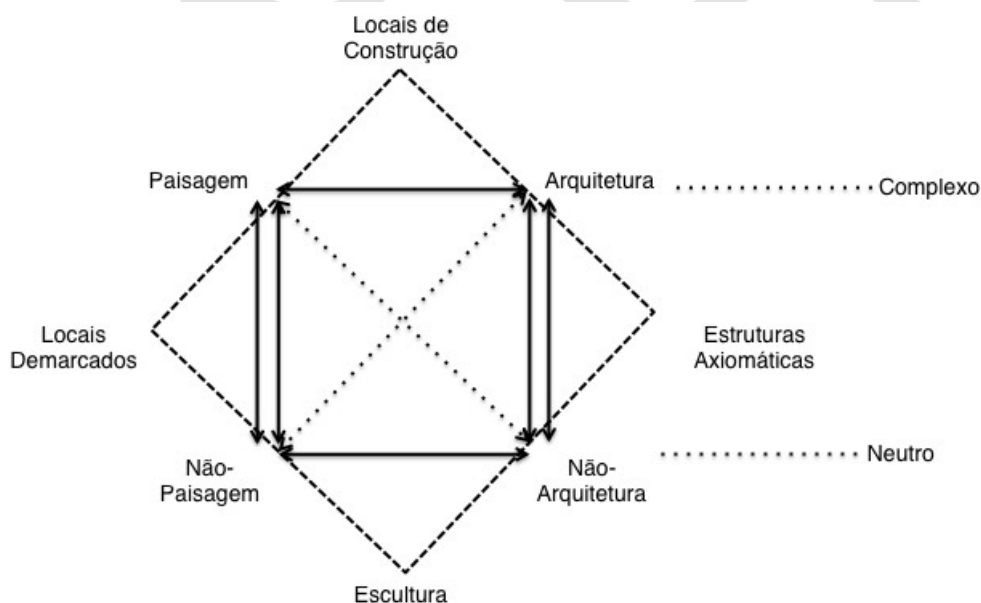 Locais de
Construção
Paisagem
Arquitetura
Complexo
Locais
Demarcados
Estruturas
Axiomáticas
Não-
Paisagem
Não-
Arquitetura
Neutro
Escultura